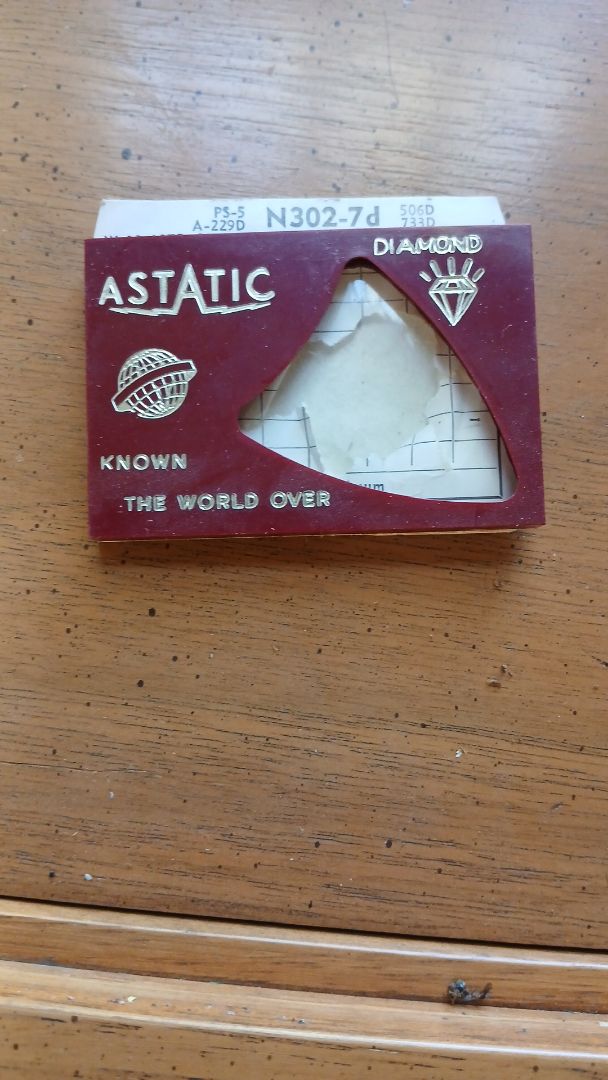 PS-5 N302-7d 506D
A-229D 733D
DIAMOND
ASTATIC
KNOWN
THE WORLD OVER